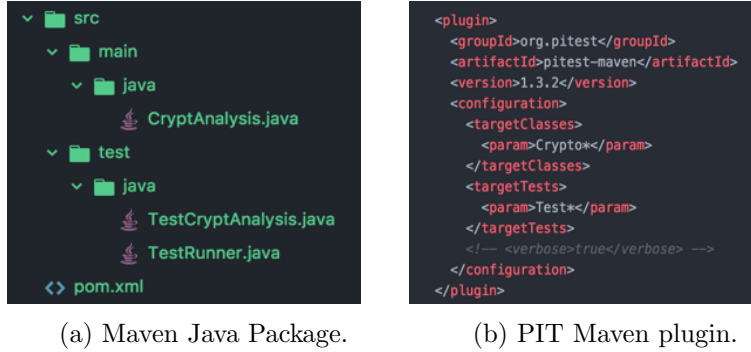 src
main
java
CryptAnalysis.java
test
java
TestCryptAnalysis.java
TestRunner.java
<> pom.xml
(a) Maven Java Package.
<plugin>
<groupId>org.pitest</groupId>
<artifactId>pitest-maven</artifactId>
<version>1.3.2</version>
<configuration>
<targetClasses>
<param>Crypto*</param>
</targetClasses>
<targetTests>
<param>Test*</param>
</targetTests>
<!-- <verbose>true</verbose> -->
</configuration>
</plugin>
(b) PIT Maven plugin.